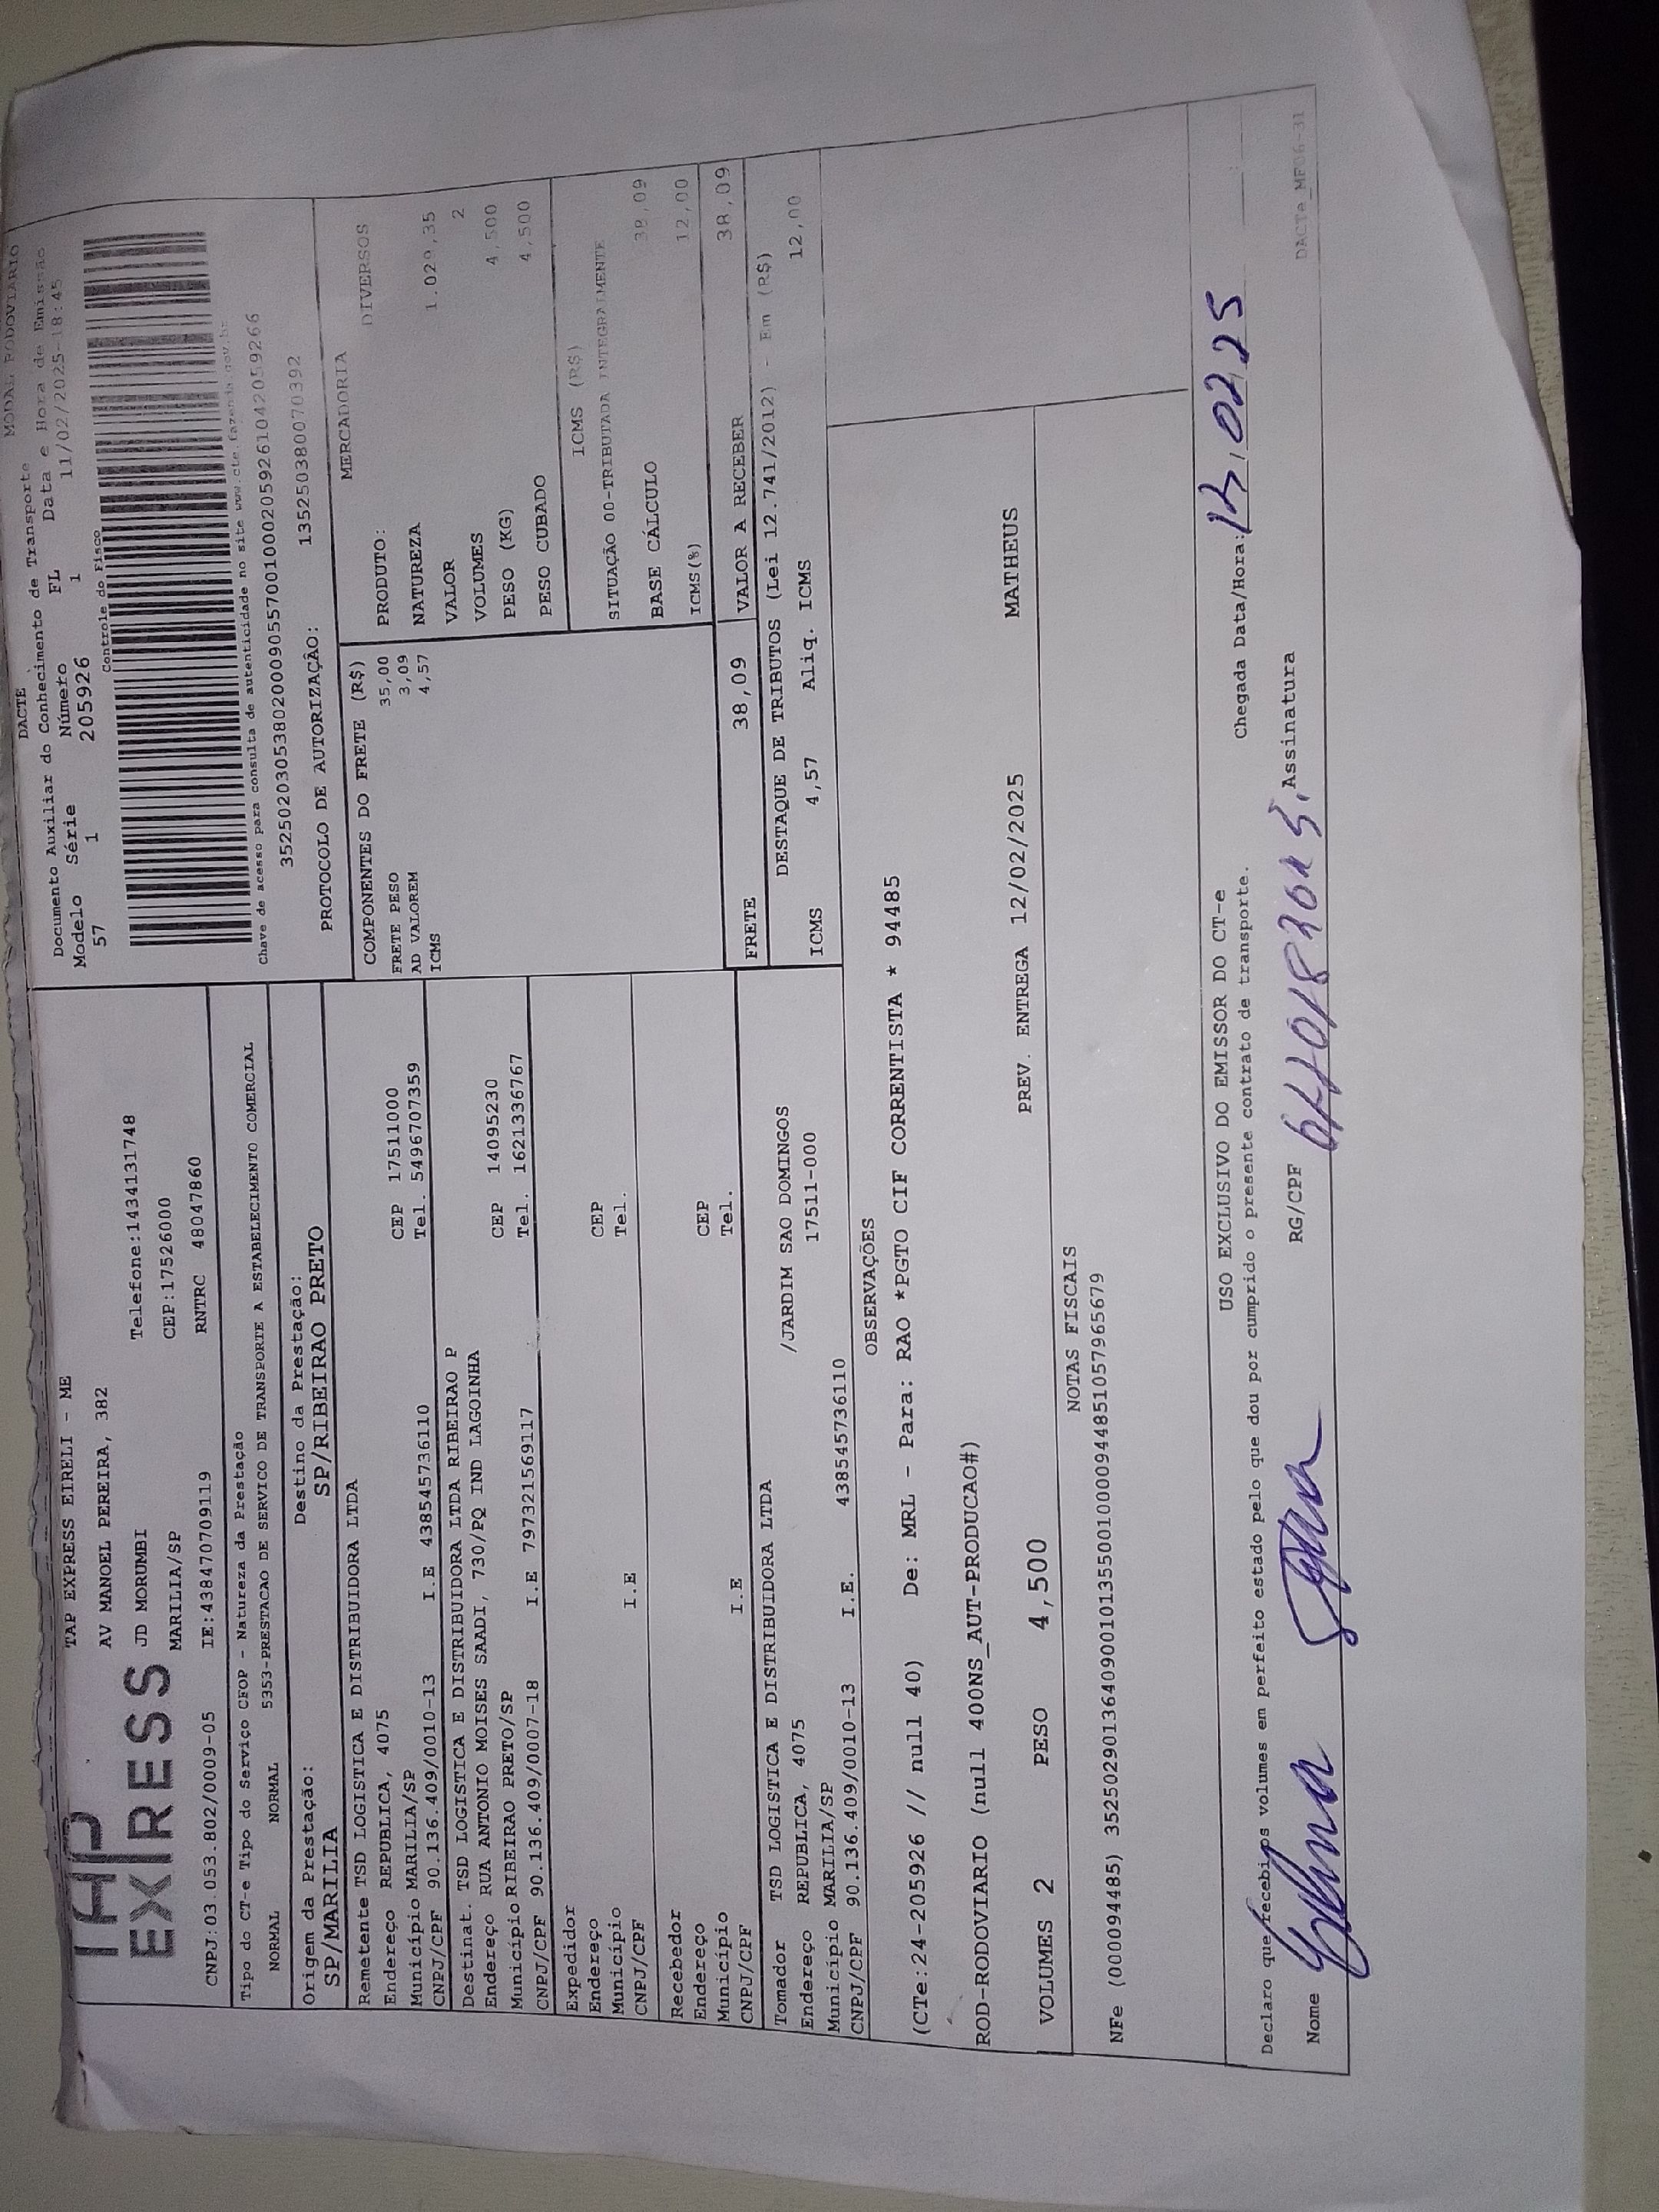 TAP
EXPRESS
TAP EXPRESS EIRELI - ME
AV MANOEL PEREIRA, 382
JD MORUMBI Telefone:1434131748
MARILIA/SP CEP:17526000
CNPJ:03.053.802/0009-05 IE:438470709119 RNTRC 48047860
MODAL RODOVIARIO
DACTE
Documento Auxiliar do Conhecimento de Transporte
Modelo Série Número FL Data e Hora de Emissão
57 1 205926 1 11/02/2025-18:45
Controle do Fisco
Chave de acesso para consulta de autenticidade no site www.cte.fazenda.gov.br
35250203053802000905570010002059261042059266
PROTOCOLO DE AUTORIZAÇÃO: 135250380070392
Tipo do CT-e Tipo do Serviço CFOP - Natureza da Prestação
NORMAL NORMAL 5353-PRESTACAO DE SERVICO DE TRANSPORTE A ESTABELECIMENTO COMERCIAL
Origem da Prestação: Destino da Prestação:
SP/MARILIA SP/RIBEIRAO PRETO
Remetente TSD LOGISTICA E DISTRIBUIDORA LTDA
Endereço REPUBLICA, 4075 CEP 17511000
Município MARILIA/SP Tel. 5496707359
CNPJ/CPF 90.136.409/0010-13 I.E 438545736110
Destinat. TSD LOGISTICA E DISTRIBUIDORA LTDA RIBEIRAO P
Endereço RUA ANTONIO MOISES SAADI, 730/PQ IND LAGOINHA CEP 14095230
Município RIBEIRAO PRETO/SP Tel. 1621336767
CNPJ/CPF 90.136.409/0007-18 I.E 797321569117
Expedidor
Endereço CEP
Município Tel.
CNPJ/CPF I.E
Recebedor
Endereço CEP
Município Tel.
CNPJ/CPF I.E
Tomador TSD LOGISTICA E DISTRIBUIDORA LTDA
Endereço REPUBLICA, 4075 /JARDIM SAO DOMINGOS
Município MARILIA/SP 17511-000
CNPJ/CPF 90.136.409/0010-13 I.E. 438545736110
COMPONENTES DO FRETE (R$)
FRETE PESO 35,00
AD VALOREM 3,09
ICMS 4,57
MERCADORIA
PRODUTO: DIVERSOS
NATUREZA
VALOR 1.029,35
VOLUMES 2
PESO (KG) 4,500
PESO CUBADO 4,500
ICMS (R$)
SITUAÇÃO 00-TRIBUTADA INTEGRALMENTE
BASE CÁLCULO 38,09
ICMS(%) 12,00
FRETE 38,09 VALOR A RECEBER 38,09
DESTAQUE DE TRIBUTOS (Lei 12.741/2012) - Em (R$)
ICMS 4,57 Aliq. ICMS 12,00
OBSERVAÇÕES
(CTe:24-205926 // null 40) De: MRL - Para: RAO *PGTO CIF CORRENTISTA * 94485
ROD-RODOVIARIO (null 400NS_AUT-PRODUCAO#)
VOLUMES 2 PESO 4,500 PREV. ENTREGA 12/02/2025 MATHEUS
NOTAS FISCAIS
NFe (000094485) 35250290136409001013550010000944851057965679
USO EXCLUSIVO DO EMISSOR DO CT-e
Declaro que recebi os volumes em perfeito estado pelo que dou por cumprido o presente contrato de transporte. Chegada Data/Hora: 12,02,25
Nome RG/CPF Assinatura
DACTe_MF06-31